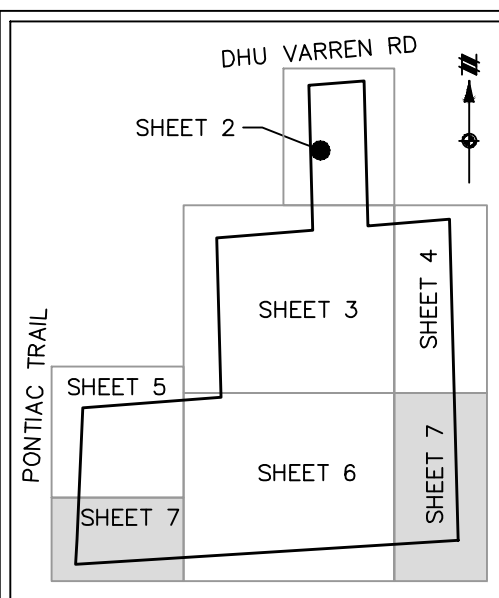 DHU VARREN RD
N
SHEET 2
SHEET 3
SHEET 4
PONTIAC TRAIL
SHEET 5
SHEET 6
SHEET 7
SHEET 7